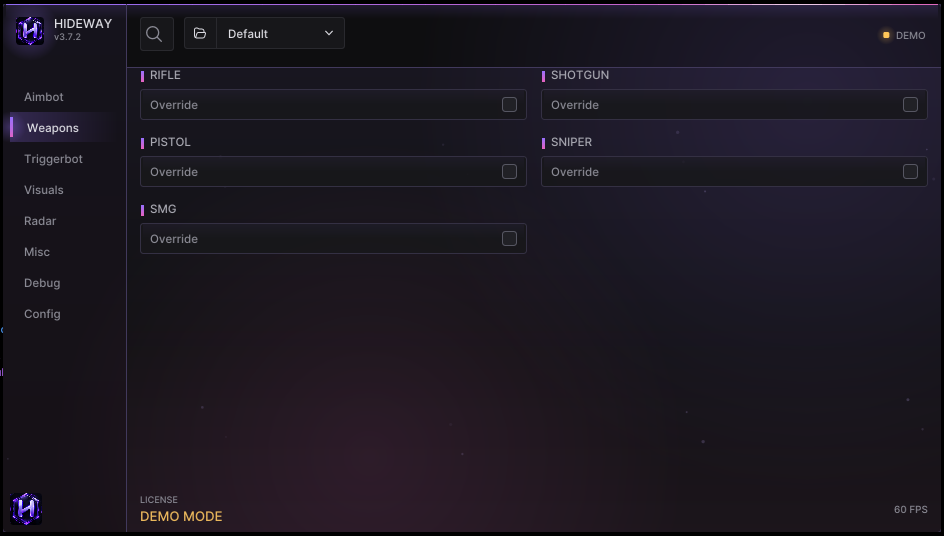 HIDEWAY
v3.7.2
Default
DEMO
Aimbot
Weapons
Triggerbot
Visuals
Radar
Misc
Debug
Config
RIFLE
Override
SHOTGUN
Override
PISTOL
Override
SNIPER
Override
SMG
Override
LICENSE
DEMO MODE
60 FPS